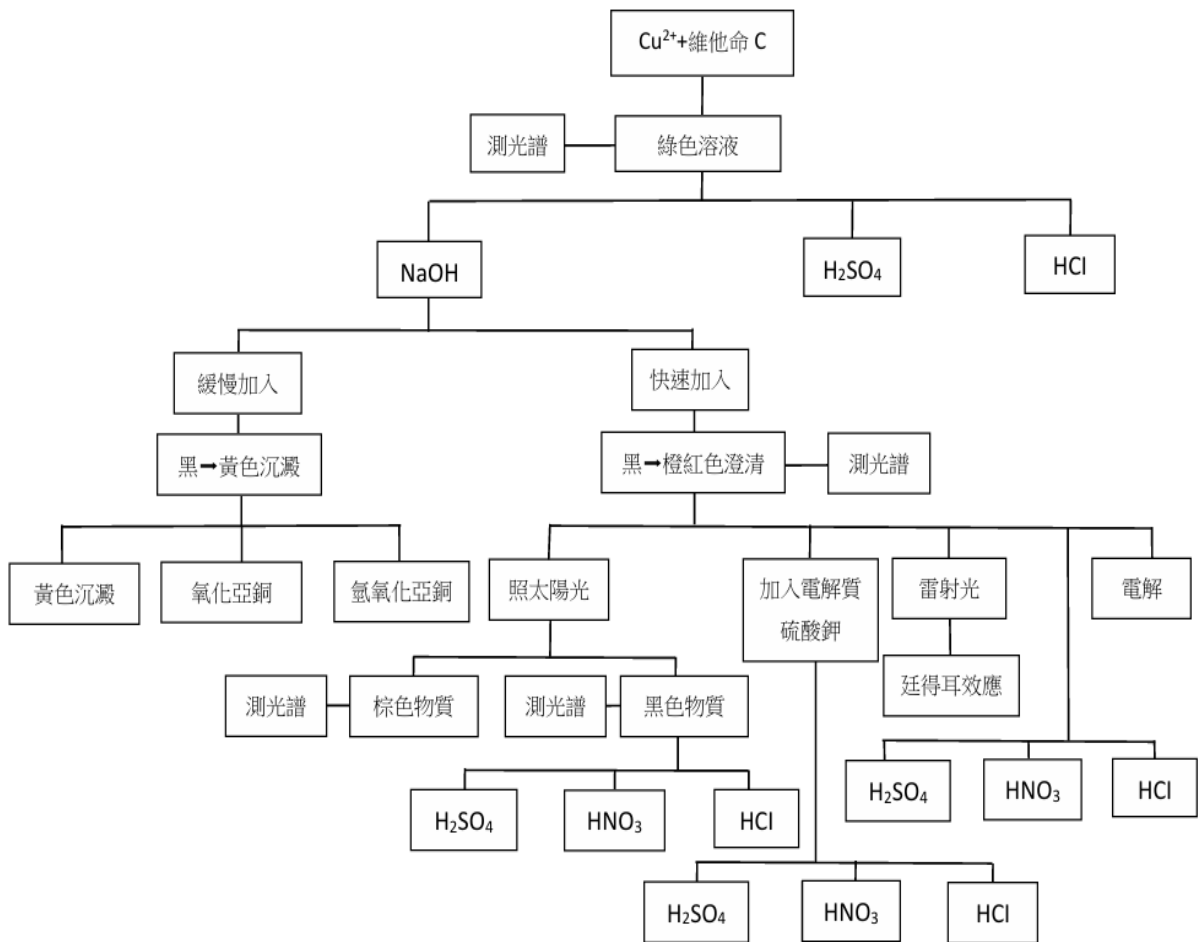 Cu²⁺+維他命 C
測光譜
綠色溶液
NaOH
H₂SO₄
HCl
緩慢加入
快速加入
黑➡黃色沉澱
黑➡橙紅色澄清
測光譜
黃色沉澱
氧化亞銅
氫氧化亞銅
照太陽光
加入電解質
硫酸鉀
雷射光
電解
廷得耳效應
測光譜
棕色物質
測光譜
黑色物質
H₂SO₄
HNO₃
HCl
H₂SO₄
HNO₃
HCl
H₂SO₄
HNO₃
HCl